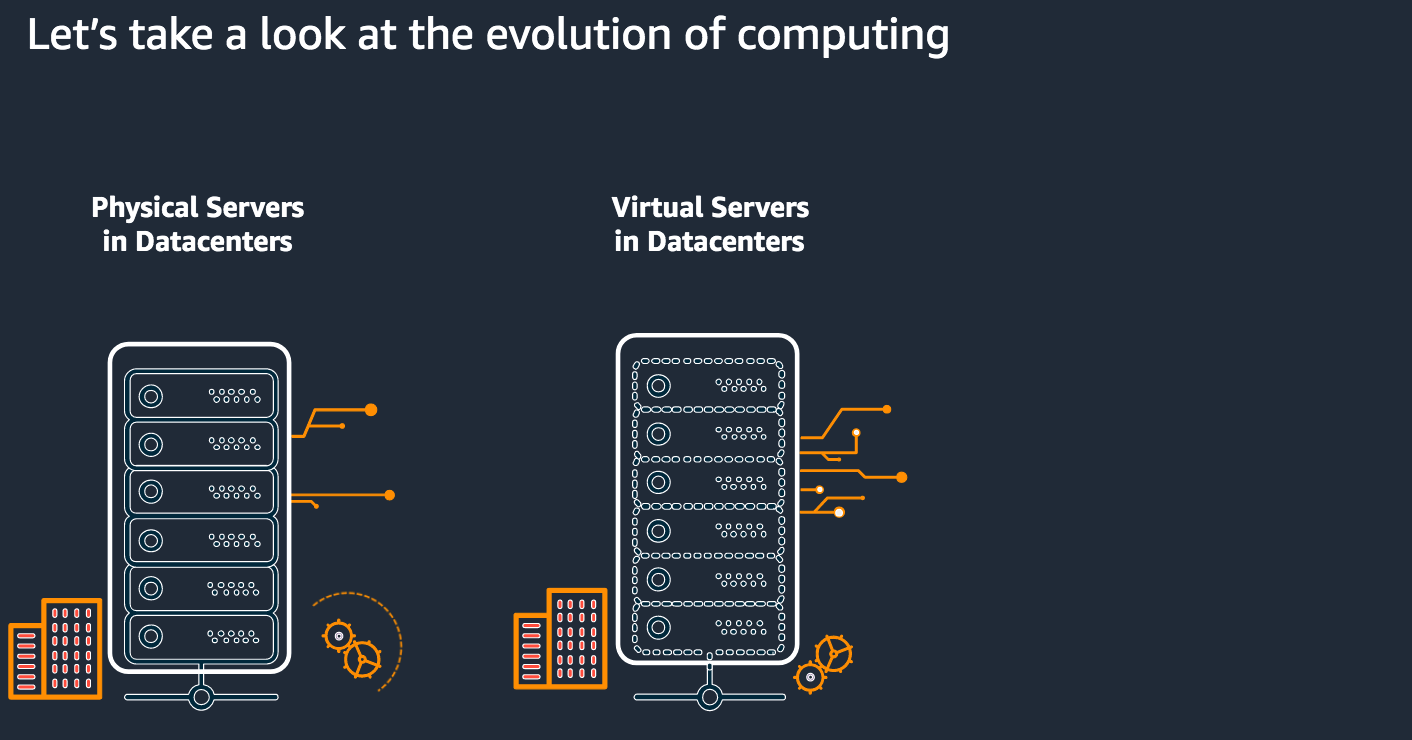 Let’s take a look at the evolution of computing
Physical Servers
in Datacenters
Virtual Servers
in Datacenters